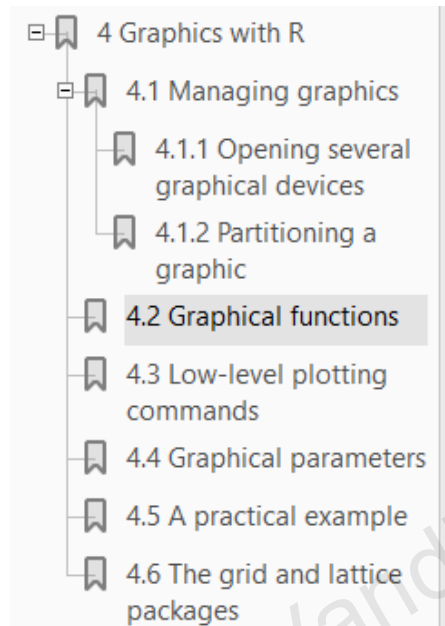 4 Graphics with R
4.1 Managing graphics
4.1.1 Opening several
graphical devices
4.1.2 Partitioning a
graphic
4.2 Graphical functions
4.3 Low-level plotting
commands
4.4 Graphical parameters
4.5 A practical example
4.6 The grid and lattice
packages